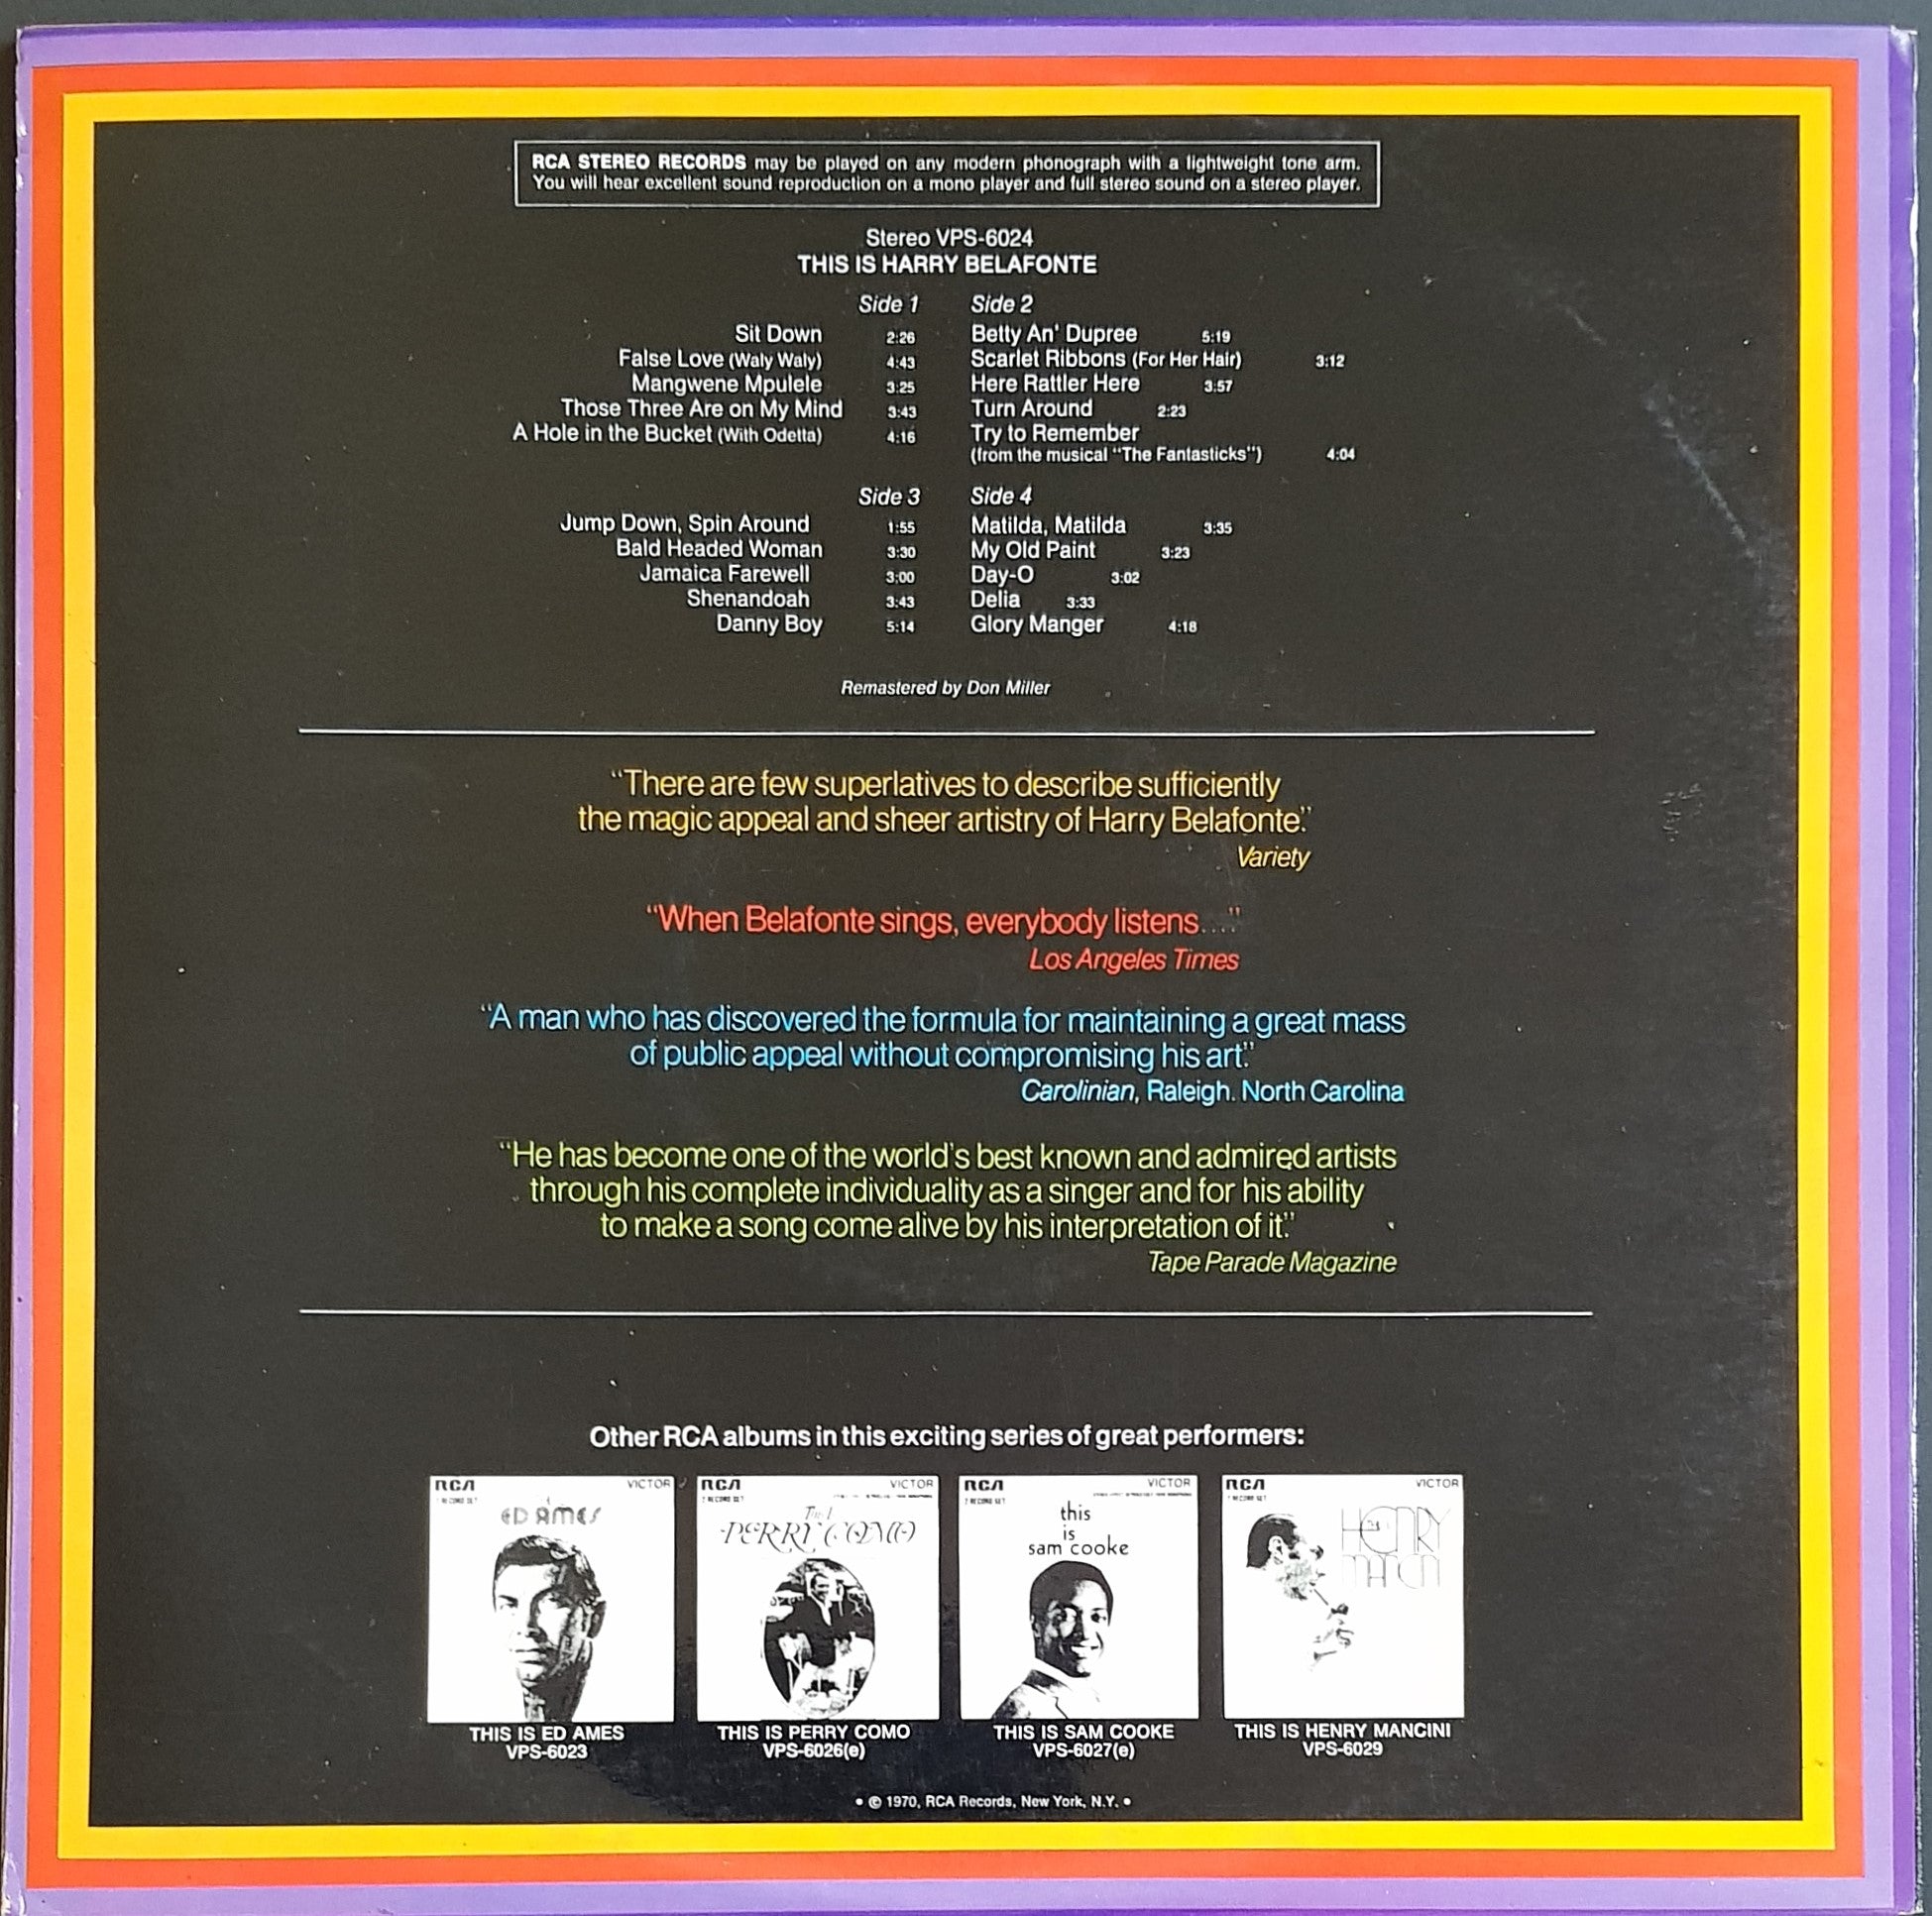 RCA STEREO RECORDS may be played on any modern phonograph with a lightweight tone arm.
You will hear excellent sound reproduction on a mono player and full stereo sound on a stereo player.
Stereo VPS-6024
THIS IS HARRY BELAFONTE
Side 1
Sit Down 2:26
False Love (Waly Waly) 4:43
Mangwene Mpulele 3:25
Those Three Are on My Mind 3:43
A Hole in the Bucket (With Odetta) 4:16
Side 2
Betty An' Dupree 5:19
Scarlet Ribbons (For Her Hair) 3:12
Here Rattler Here 3:57
Turn Around 2:23
Try to Remember
(from the musical "The Fantasticks") 4:04
Side 3
Jump Down, Spin Around 1:55
Bald Headed Woman 3:30
Jamaica Farewell 3:00
Shenandoah 3:43
Danny Boy 5:14
Side 4
Matilda, Matilda 3:35
My Old Paint 3:23
Day-O 3:02
Delia 3:33
Glory Manger 4:18
Remastered by Don Miller
"There are few superlatives to describe sufficiently
the magic appeal and sheer artistry of Harry Belafonte."
Variety
"When Belafonte sings, everybody listens...."
Los Angeles Times
"A man who has discovered the formula for maintaining a great mass
of public appeal without compromising his art."
Carolinian, Raleigh. North Carolina
"He has become one of the world's best known and admired artists
through his complete individuality as a singer and for his ability
to make a song come alive by his interpretation of it."
Tape Parade Magazine
Other RCA albums in this exciting series of great performers:
RCA VICTOR
ED AMES
RCA VICTOR
2 RECORD SET
PERRY COMO
RCA VICTOR
2 RECORD SET
this
is
sam cooke
RCA VICTOR
HENRY
THIS IS ED AMES
VPS-6023
THIS IS PERRY COMO
VPS-6026(e)
THIS IS SAM COOKE
VPS-6027(e)
THIS IS HENRY MANCINI
VPS-6029
• © 1970, RCA Records, New York, N.Y. •